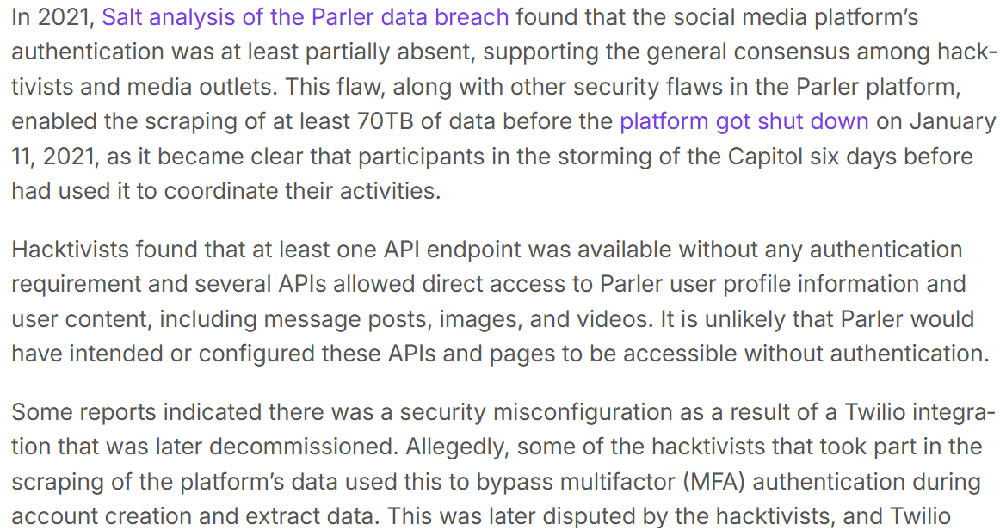 In 2021, Salt analysis of the Parler data breach found that the social media platform’s
authentication was at least partially absent, supporting the general consensus among hack-
tivists and media outlets. This flaw, along with other security flaws in the Parler platform,
enabled the scraping of at least 70TB of data before the platform got shut down on January
11, 2021, as it became clear that participants in the storming of the Capitol six days before
had used it to coordinate their activities.
Hacktivists found that at least one API endpoint was available without any authentication
requirement and several APIs allowed direct access to Parler user profile information and
user content, including message posts, images, and videos. It is unlikely that Parler would
have intended or configured these APIs and pages to be accessible without authentication.
Some reports indicated there was a security misconfiguration as a result of a Twilio integra-
tion that was later decommissioned. Allegedly, some of the hacktivists that took part in the
scraping of the platform’s data used this to bypass multifactor (MFA) authentication during
account creation and extract data. This was later disputed by the hacktivists, and Twilio